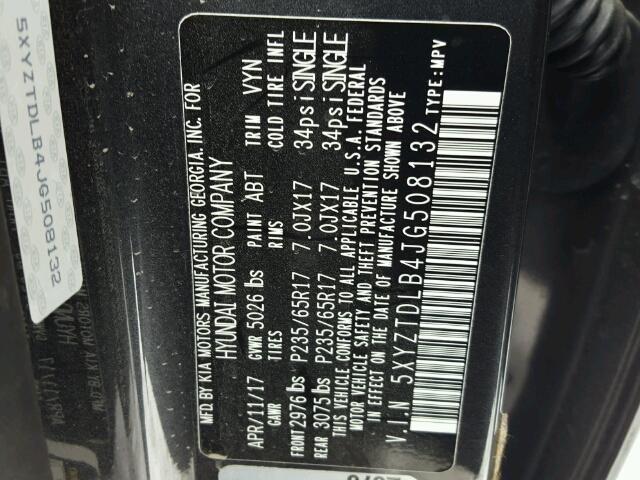 MFD.BY KIA MOTORS MANUFACTURING GEORGIA. INC. FOR
HYUNDAI MOTOR COMPANY
APR/11/17 GVWR 5026 lbs PAINT ABT TRIM VYN
GAWR TIRES RIMS COLD TIRE INFL
FRONT 2976 lbs P235/65R17 7.0JX17 34psi SINGLE
REAR 3075 lbs P235/65R17 7.0JX17 34psi SINGLE
THIS VEHICLE CONFORMS TO ALL APPLICABLE U.S.A. FEDERAL
MOTOR VEHICLE SAFETY AND THEFT PREVENTION STANDARDS
IN EFFECT ON THE DATE OF MANUFACTURE SHOWN ABOVE
V.I.N 5XYZTDLB4JG508132 TYPE:MPV
5XYZTDLB4JG508132